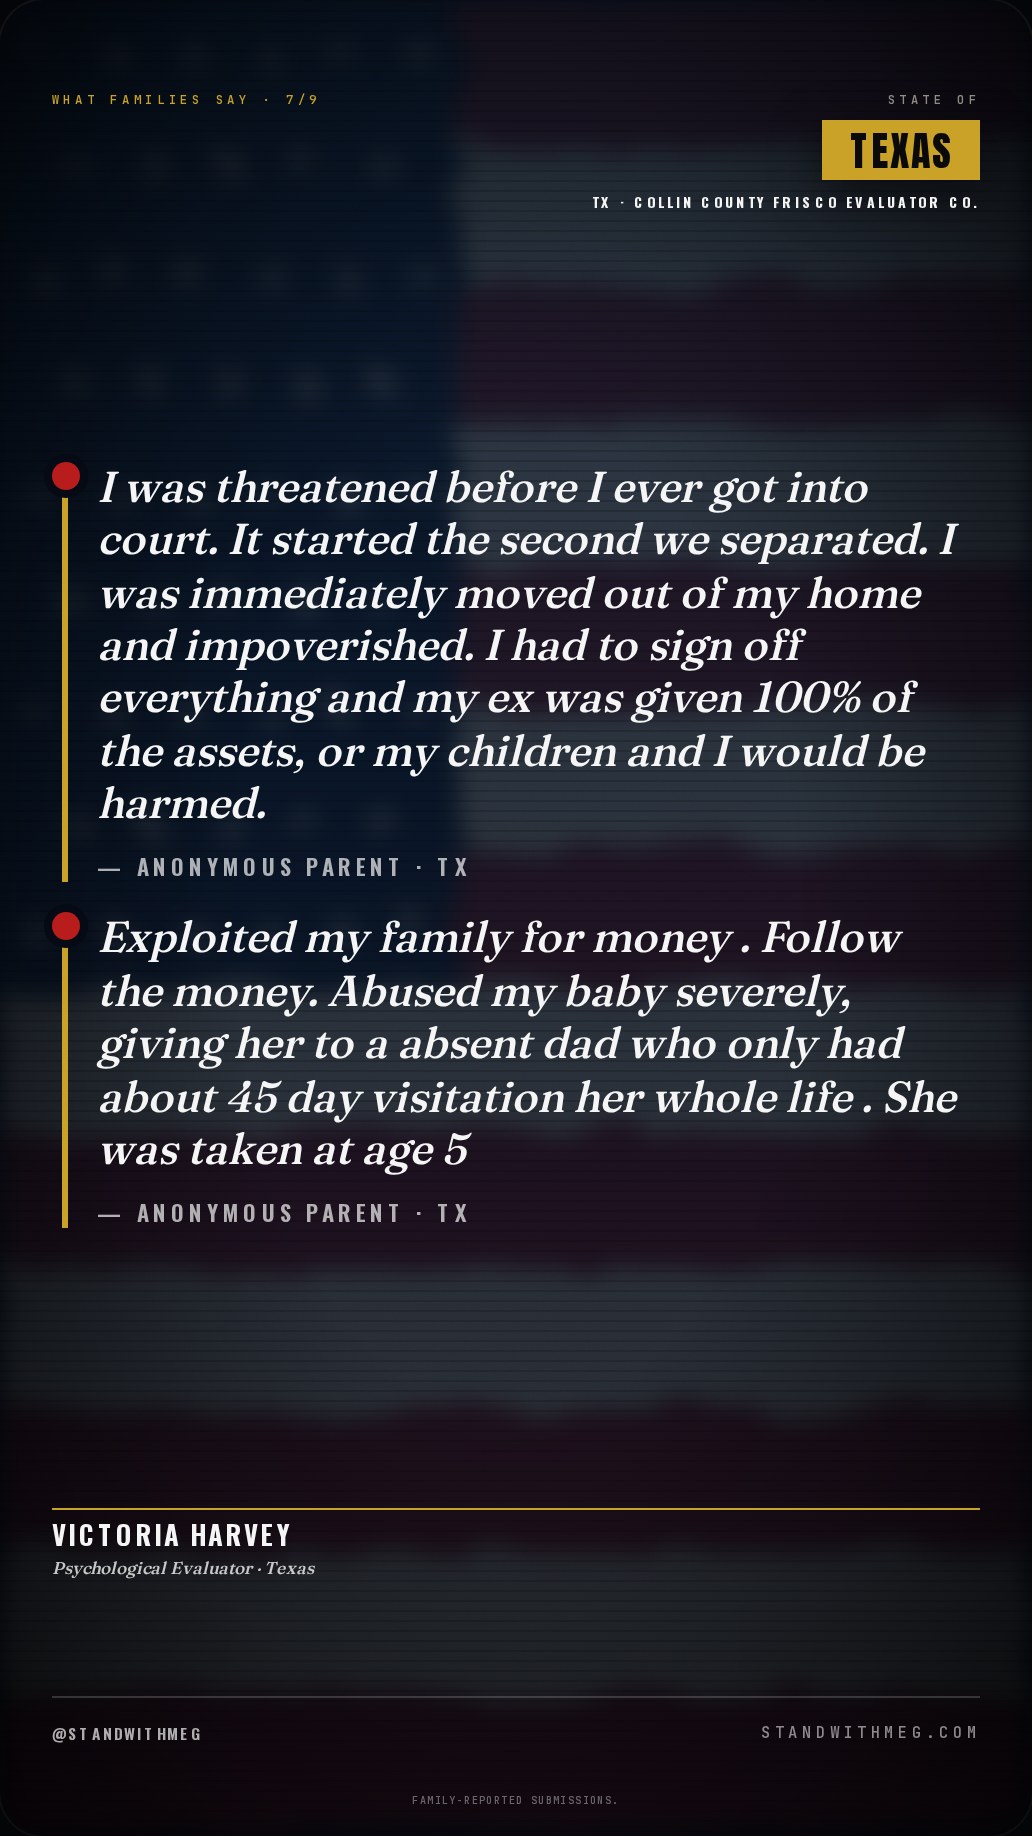 WHAT FAMILIES SAY · 7/9
STATE OF
TEXAS
TX · COLLIN COUNTY FRISCO EVALUATOR CO.
I was threatened before I ever got into
court. It started the second we separated. I
was immediately moved out of my home
and impoverished. I had to sign off
everything and my ex was given 100% of
the assets, or my children and I would be
harmed.
— ANONYMOUS PARENT · TX
Exploited my family for money . Follow
the money. Abused my baby severely,
giving her to a absent dad who only had
about 45 day visitation her whole life . She
was taken at age 5
— ANONYMOUS PARENT · TX
VICTORIA HARVEY
Psychological Evaluator · Texas
@STANDWITHMEG
STANDWITHMEG.COM
FAMILY-REPORTED SUBMISSIONS.